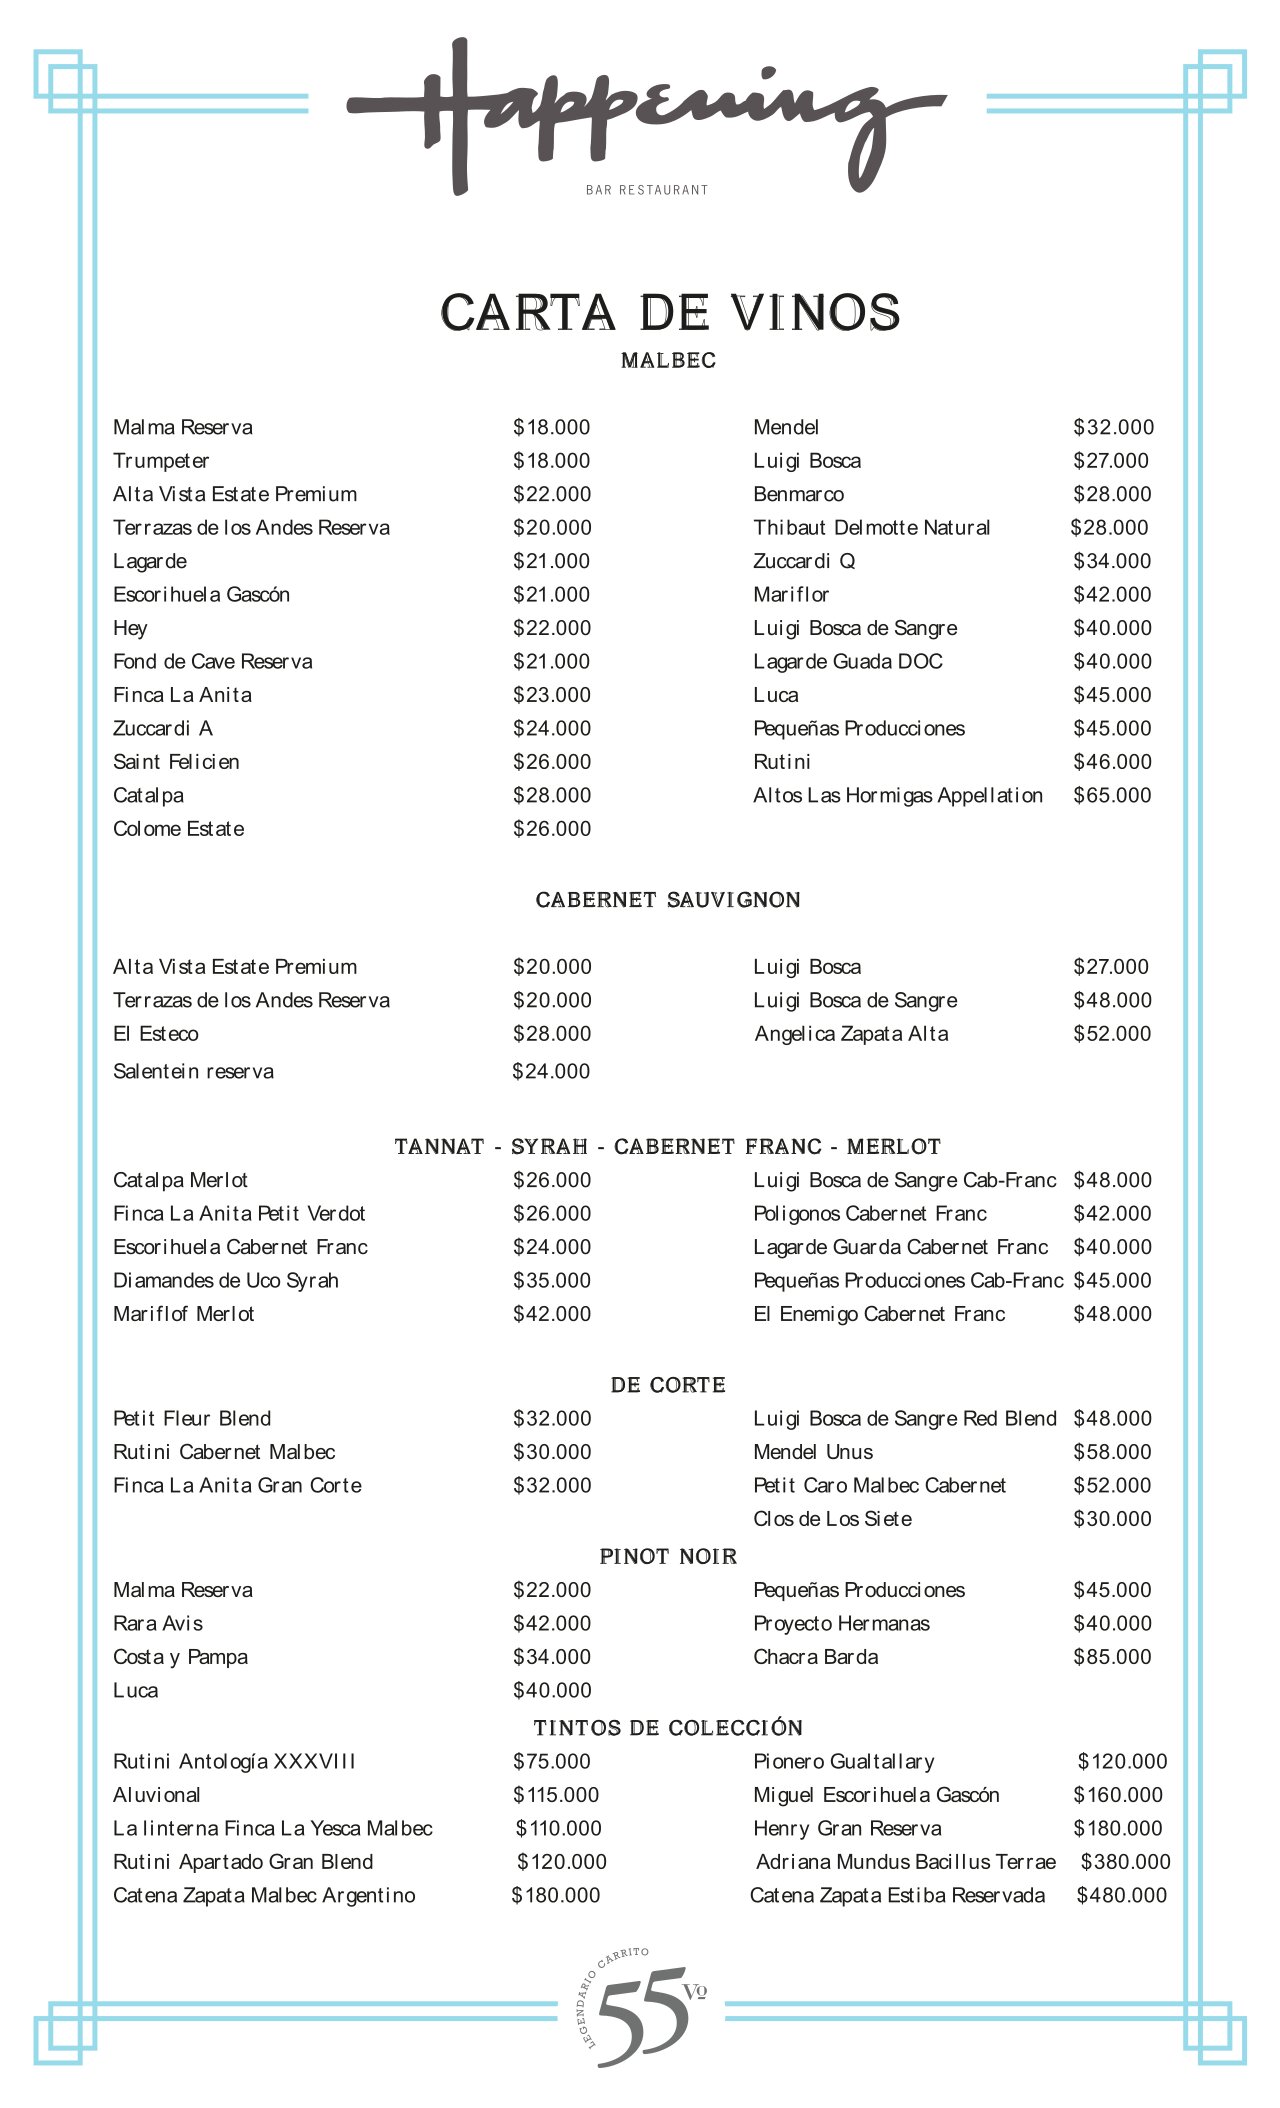 Happening
BAR RESTAURANT
CARTA DE VINOS
MALBEC
Malma Reserva $18.000 Mendel $32.000
Trumpeter $18.000 Luigi Bosca $27.000
Alta Vista Estate Premium $22.000 Benmarco $28.000
Terrazas de los Andes Reserva $20.000 Thibaut Delmotte Natural $28.000
Lagarde $21.000 Zuccardi Q $34.000
Escorihuela Gascón $21.000 Mariflor $42.000
Hey $22.000 Luigi Bosca de Sangre $40.000
Fond de Cave Reserva $21.000 Lagarde Guada DOC $40.000
Finca La Anita $23.000 Luca $45.000
Zuccardi A $24.000 Pequeñas Producciones $45.000
Saint Felicien $26.000 Rutini $46.000
Catalpa $28.000 Altos Las Hormigas Appellation $65.000
Colome Estate $26.000
CABERNET SAUVIGNON
Alta Vista Estate Premium $20.000 Luigi Bosca $27.000
Terrazas de los Andes Reserva $20.000 Luigi Bosca de Sangre $48.000
El Esteco $28.000 Angelica Zapata Alta $52.000
Salentein reserva $24.000
TANNAT - SYRAH - CABERNET FRANC - MERLOT
Catalpa Merlot $26.000 Luigi Bosca de Sangre Cab-Franc $48.000
Finca La Anita Petit Verdot $26.000 Poligonos Cabernet Franc $42.000
Escorihuela Cabernet Franc $24.000 Lagarde Guarda Cabernet Franc $40.000
Diamandes de Uco Syrah $35.000 Pequeñas Producciones Cab-Franc $45.000
Mariflof Merlot $42.000 El Enemigo Cabernet Franc $48.000
DE CORTE
Petit Fleur Blend $32.000 Luigi Bosca de Sangre Red Blend $48.000
Rutini Cabernet Malbec $30.000 Mendel Unus $58.000
Finca La Anita Gran Corte $32.000 Petit Caro Malbec Cabernet $52.000
Clos de Los Siete $30.000
PINOT NOIR
Malma Reserva $22.000 Pequeñas Producciones $45.000
Rara Avis $42.000 Proyecto Hermanas $40.000
Costa y Pampa $34.000 Chacra Barda $85.000
Luca $40.000
TINTOS DE COLECCIÓN
Rutini Antología XXXVIII $75.000 Pionero Gualtallary $120.000
Aluvional $115.000 Miguel Escorihuela Gascón $160.000
La linterna Finca La Yesca Malbec $110.000 Henry Gran Reserva $180.000
Rutini Apartado Gran Blend $120.000 Adriana Mundus Bacillus Terrae $380.000
Catena Zapata Malbec Argentino $180.000 Catena Zapata Estiba Reservada $480.000
LEGENDARIO CARRITO
55 Vº